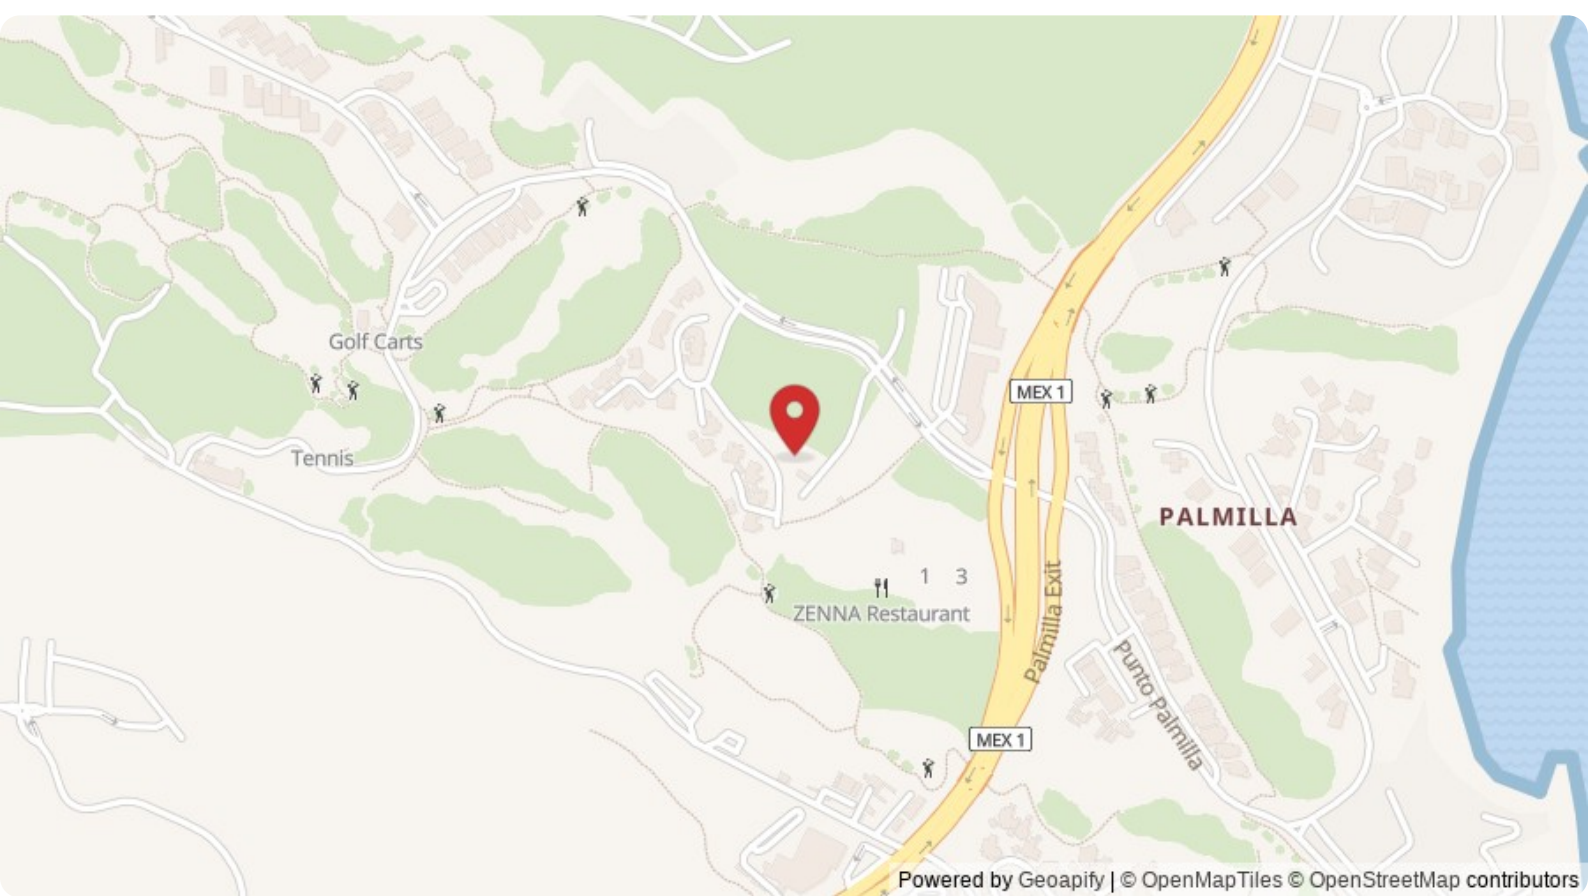 Golf Carts
MEX 1
Tennis
PALMILLA
1 3
ZENNA Restaurant
Palmilla Exit
Punto Palmilla
MEX 1
Powered by Geoapify | © OpenMapTiles © OpenStreetMap contributors